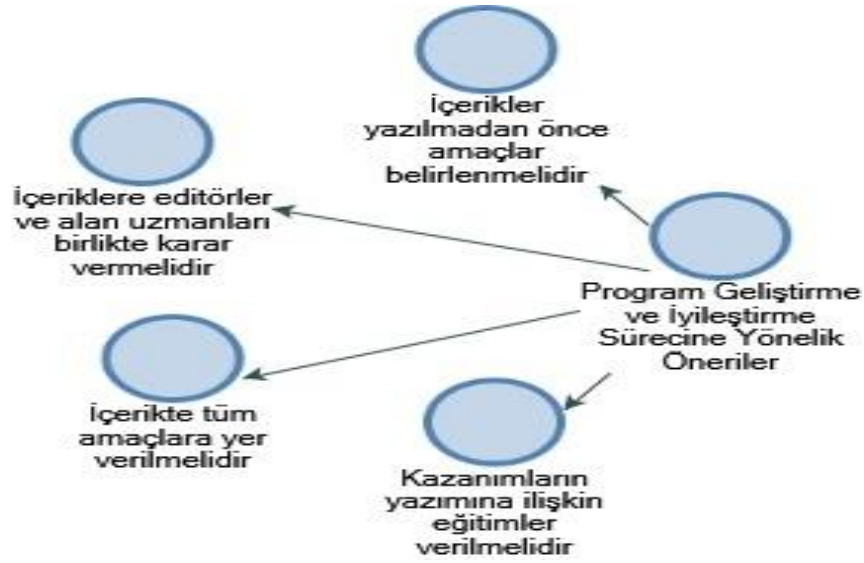 İçerikler
yazılmadan önce
amaçlar
belirlenmelidir
İçeriklere editörler
ve alan uzmanları
birlikte karar
vermelidir
Program Geliştirme
ve İyileştirme
Sürecine Yönelik
Öneriler
İçerikte tüm
amaçlara yer
verilmelidir
Kazanımların
yazımına ilişkin
eğitimler
verilmelidir